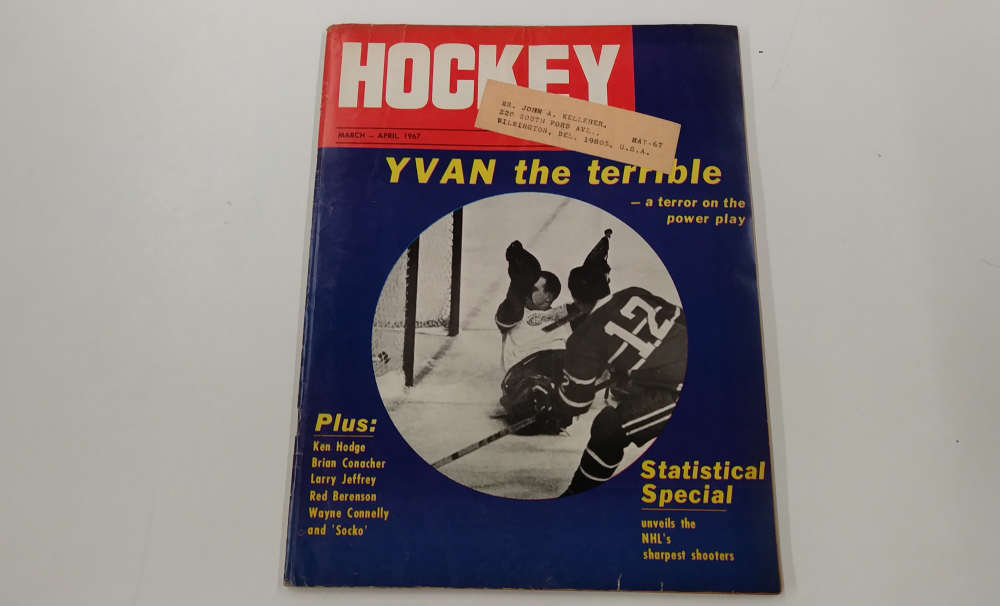 HOCKEY
MR. JOHN A. KELLEHER,
220 SOUTH FORD AVE., MAY-67
WILMINGTON, DEL. 19805, U.S.A.
MARCH – APRIL 1967
YVAN the terrible
– a terror on the
power play
12
Plus:
Ken Hodge
Brian Conacher
Larry Jeffrey
Red Berenson
Wayne Connelly
and 'Socko'
Statistical
Special
unveils the
NHL's
sharpest shooters